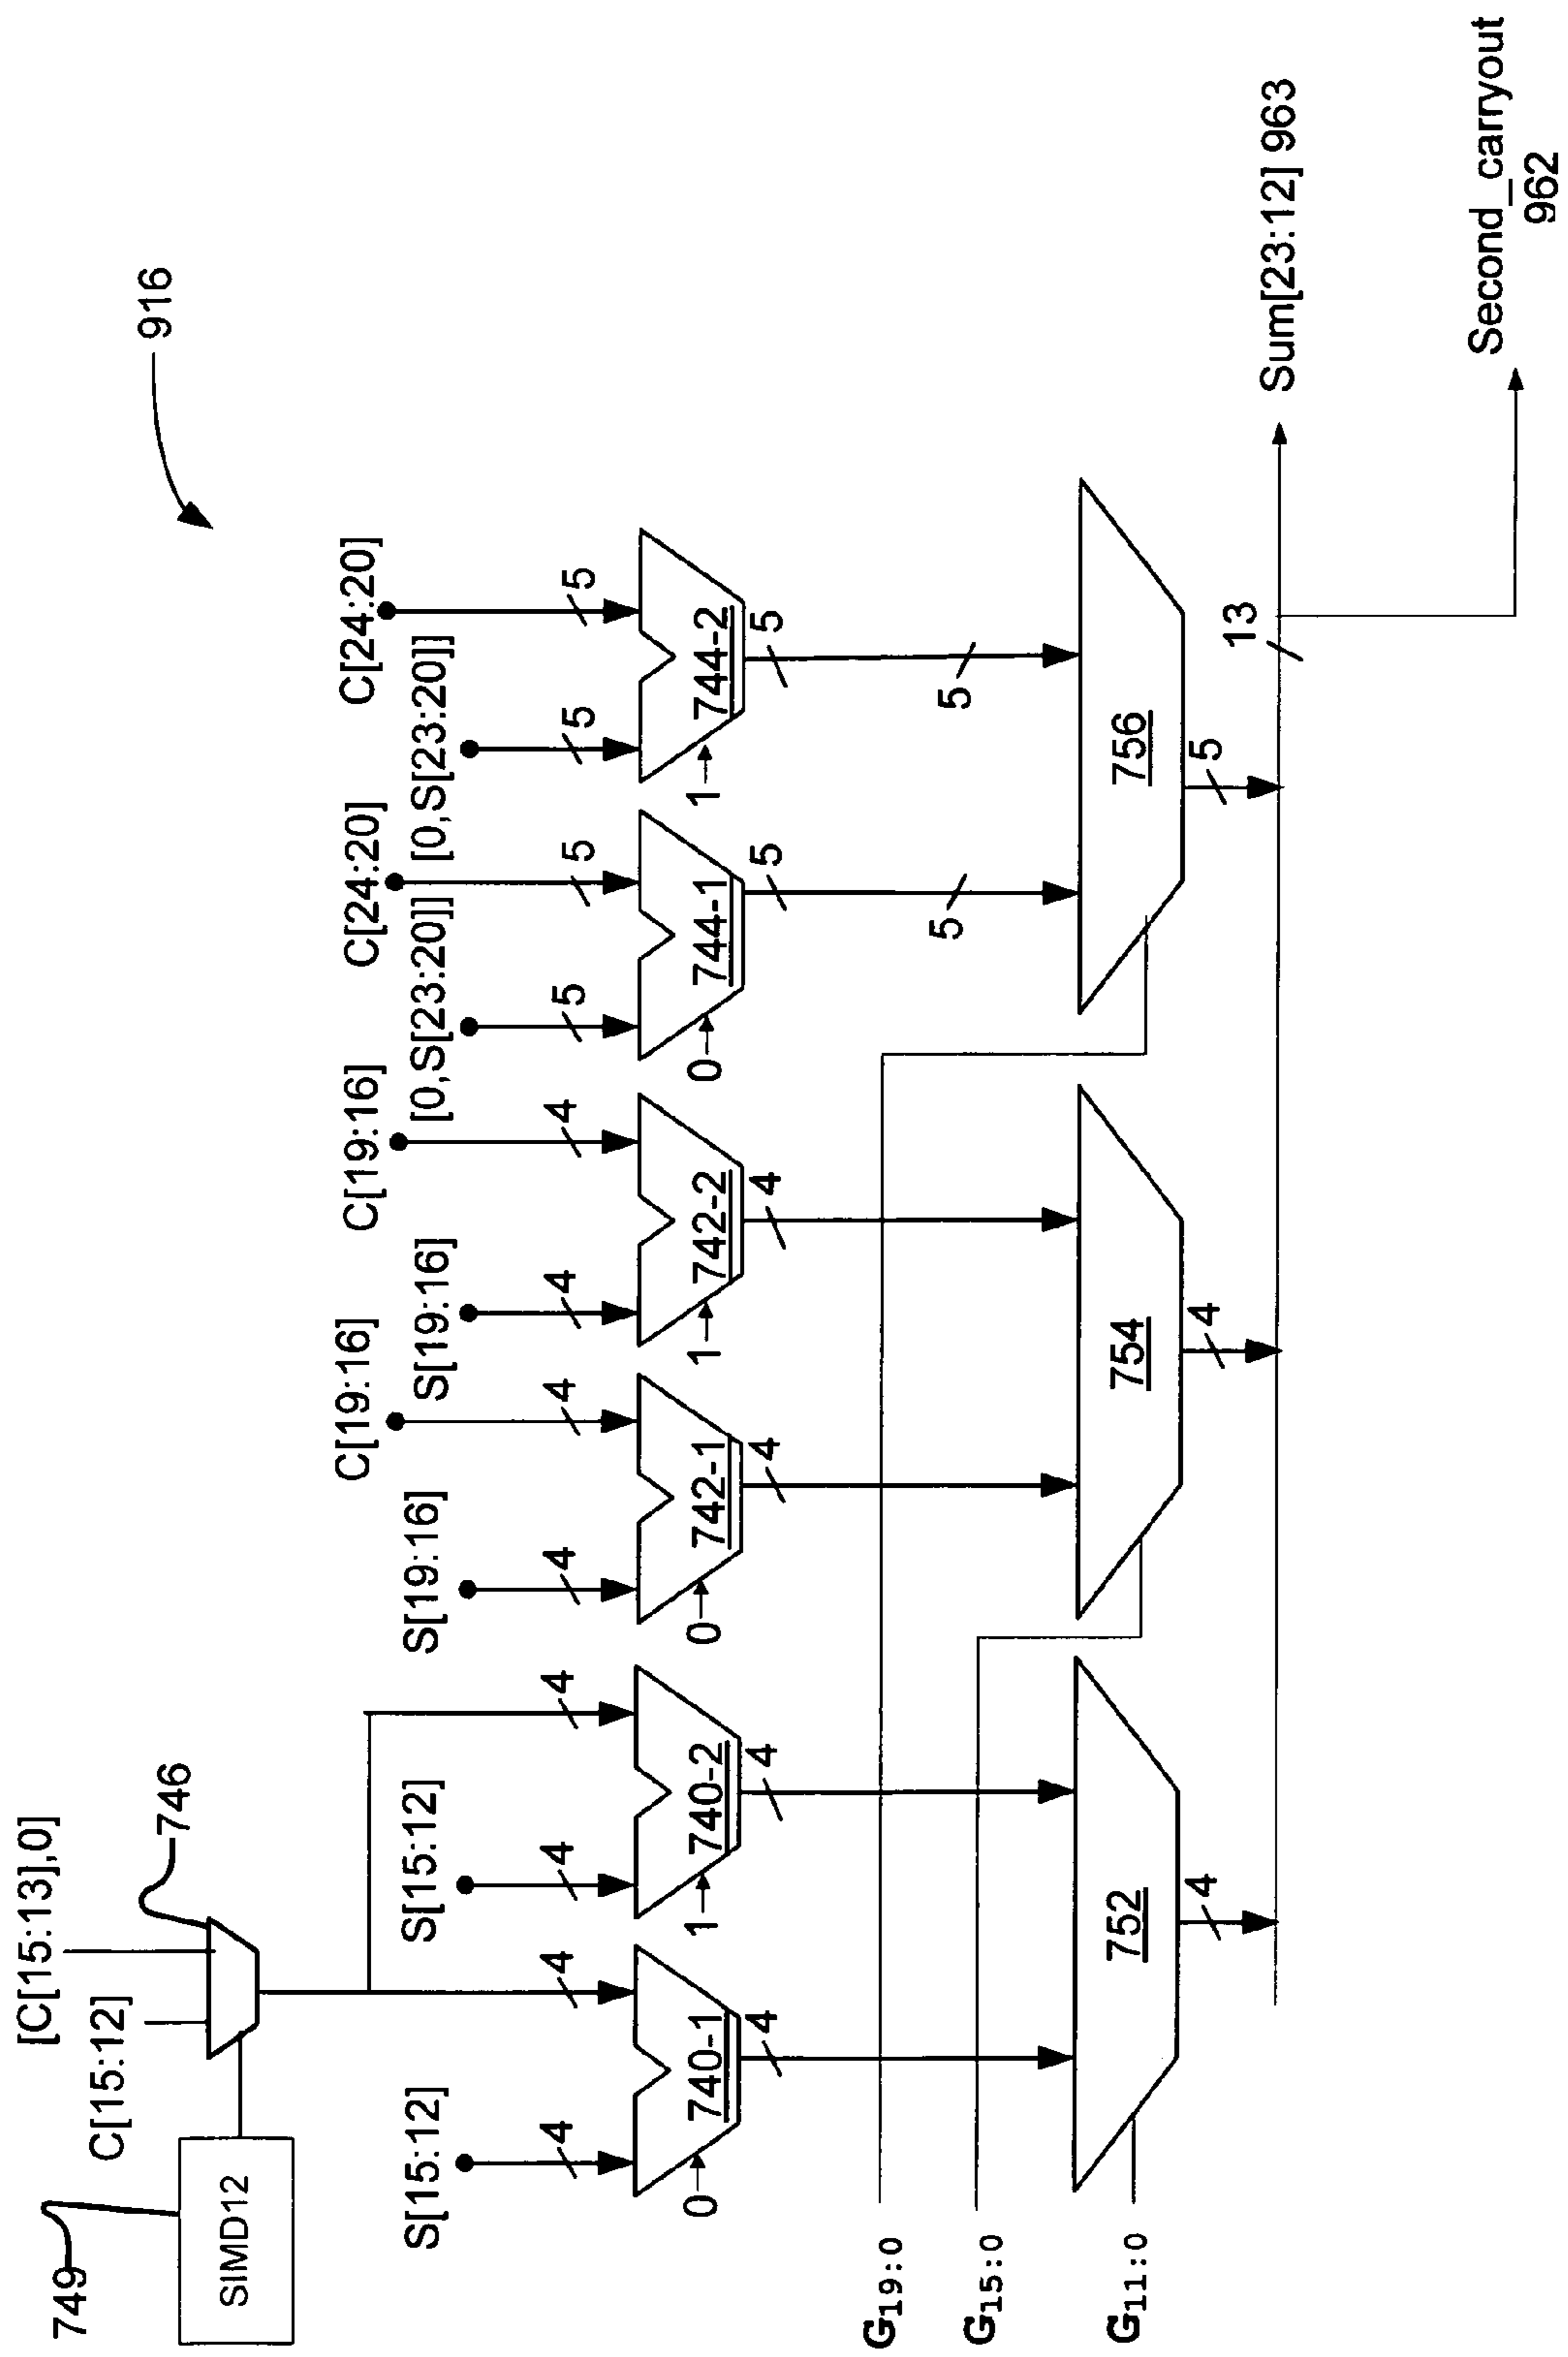 916
[C[15:13],0]
746
C[15:12]
749
SIMD12
C[19:16]
C[19:16]
C[24:20]
C[24:20]
S[15:12]
S[15:12]
S[19:16]
S[19:16]
[0,S[23:20]]
[0,S[23:20]]
4
4
4
4
4
4
4
4
5
5
5
5
0
740-1
1
740-2
0
742-1
1
742-2
0
744-1
1
744-2
4
4
4
4
5
5
5
5
G19:0
G15:0
G11:0
752
754
756
4
4
5
13
Sum[23:12] 963
Second_carryout
962